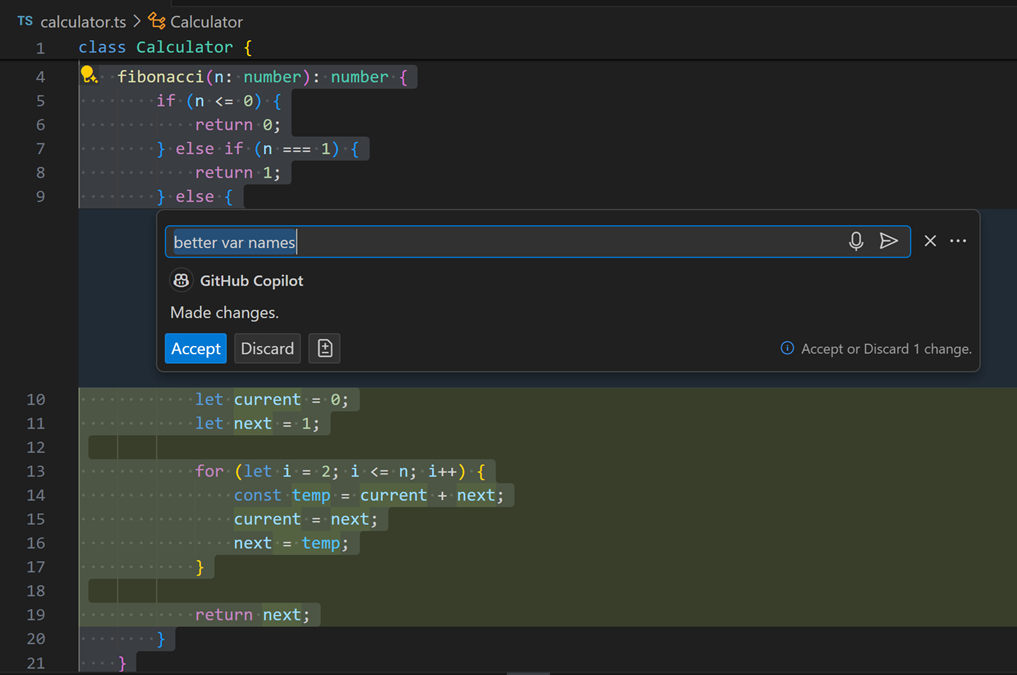 TS calculator.ts > Calculator
1 class Calculator {
4 fibonacci(n: number): number {
5 if (n <= 0) {
6 return 0;
7 } else if (n === 1) {
8 return 1;
9 } else {
better var names
GitHub Copilot
Made changes.
Accept Discard Accept or Discard 1 change.
10 let current = 0;
11 let next = 1;
12
13 for (let i = 2; i <= n; i++) {
14 const temp = current + next;
15 current = next;
16 next = temp;
17 }
18
19 return next;
20 }
21 }